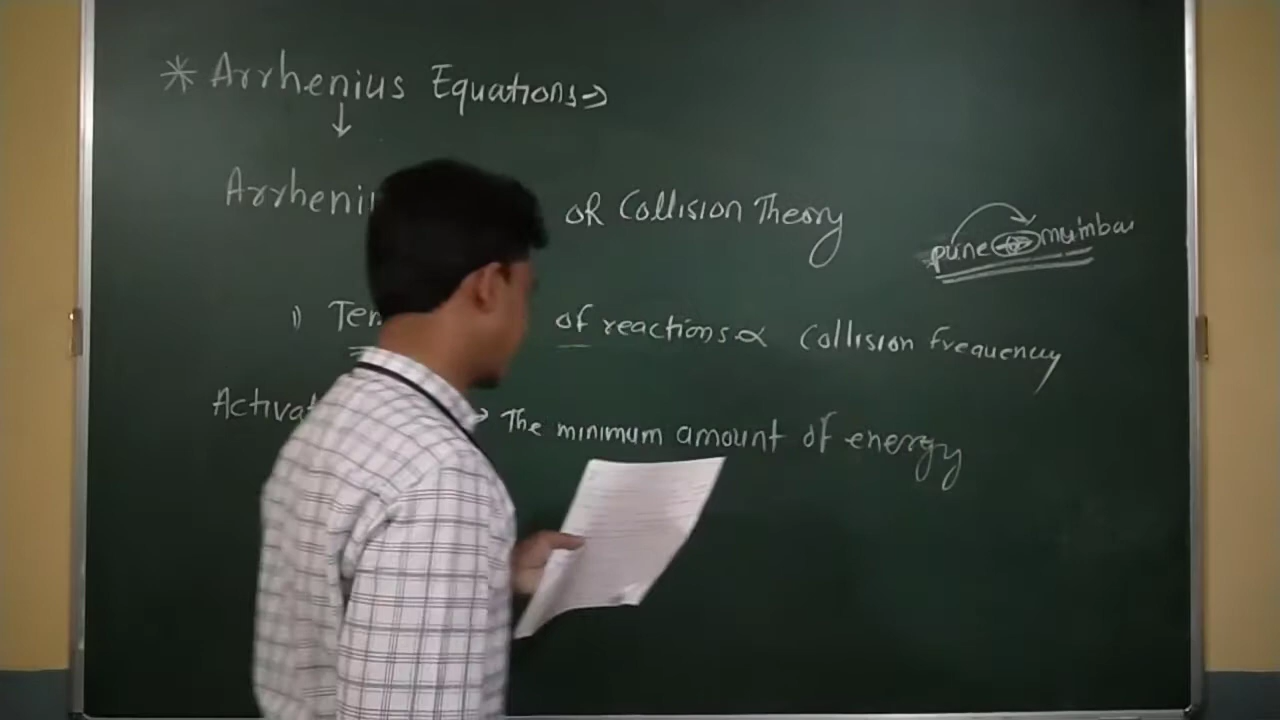 * Arrhenius Equations →
↓
Arrheni oR Collision Theory
pune mumbai
1) Tem of reactions ∝ Collision frequency
Activat → The minimum amount of energy